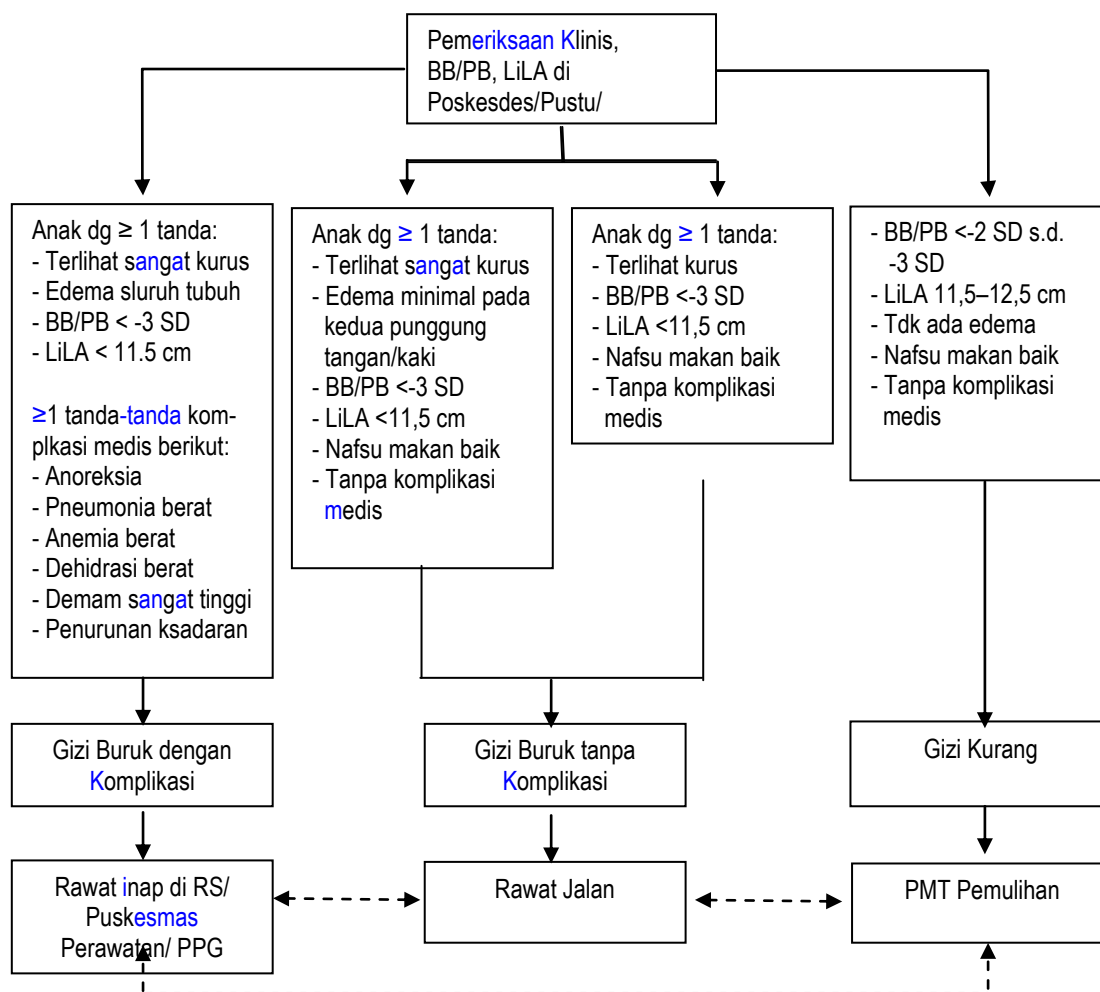 Pemeriksaan Klinis,
BB/PB, LiLA di
Poskesdes/Pustu/
Anak dg ≥ 1 tanda:
- Terlihat sangat kurus
- Edema sluruh tubuh
- BB/PB < -3 SD
- LiLA < 11.5 cm
≥1 tanda-tanda kom-
plkasi medis berikut:
- Anoreksia
- Pneumonia berat
- Anemia berat
- Dehidrasi berat
- Demam sangat tinggi
- Penurunan ksadaran
Anak dg ≥ 1 tanda:
- Terlihat sangat kurus
- Edema minimal pada
kedua punggung
tangan/kaki
- BB/PB <-3 SD
- LiLA <11,5 cm
- Nafsu makan baik
- Tanpa komplikasi
medis
Anak dg ≥ 1 tanda:
- Terlihat kurus
- BB/PB <-3 SD
- LiLA <11,5 cm
- Nafsu makan baik
- Tanpa komplikasi
medis
- BB/PB <-2 SD s.d.
-3 SD
- LiLA 11,5–12,5 cm
- Tdk ada edema
- Nafsu makan baik
- Tanpa komplikasi
medis
Gizi Buruk dengan
Komplikasi
Gizi Buruk tanpa
Komplikasi
Gizi Kurang
Rawat inap di RS/
Puskesmas
Perawatan/ PPG
Rawat Jalan
PMT Pemulihan